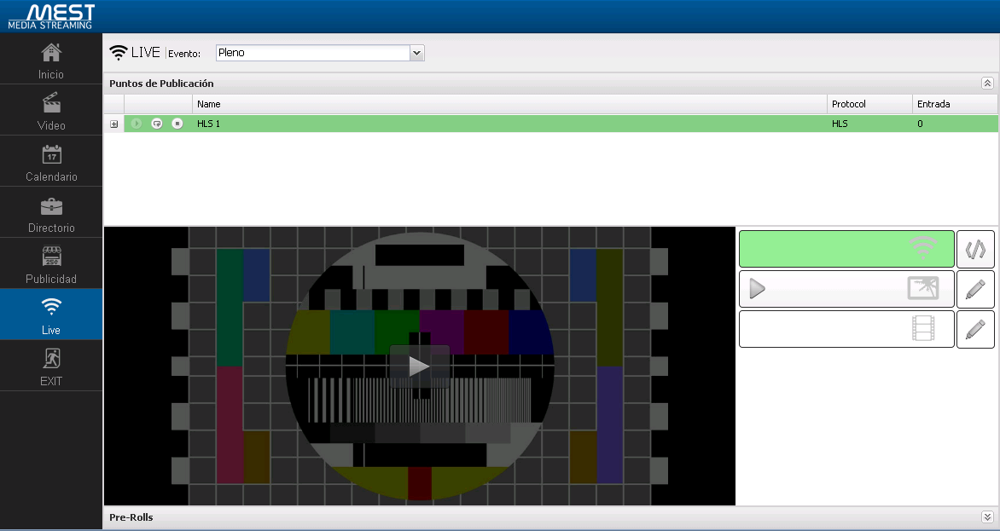 MEST
MEDIA STREAMING
Inicio
Video
17
Calendario
Directorio
Publicidad
Live
EXIT
LIVE Evento: Pleno
Puntos de Publicación
Name Protocol Entrada
HLS 1 HLS 0
Pre-Rolls